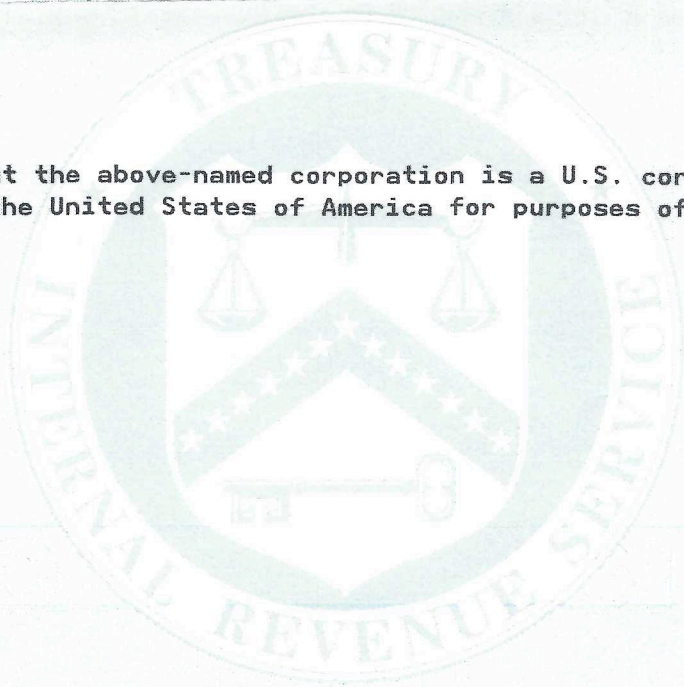 TREASURY
t the above-named corporation is a U.S. cor
he United States of America for purposes of
INTERNAL REVENUE SERVICE